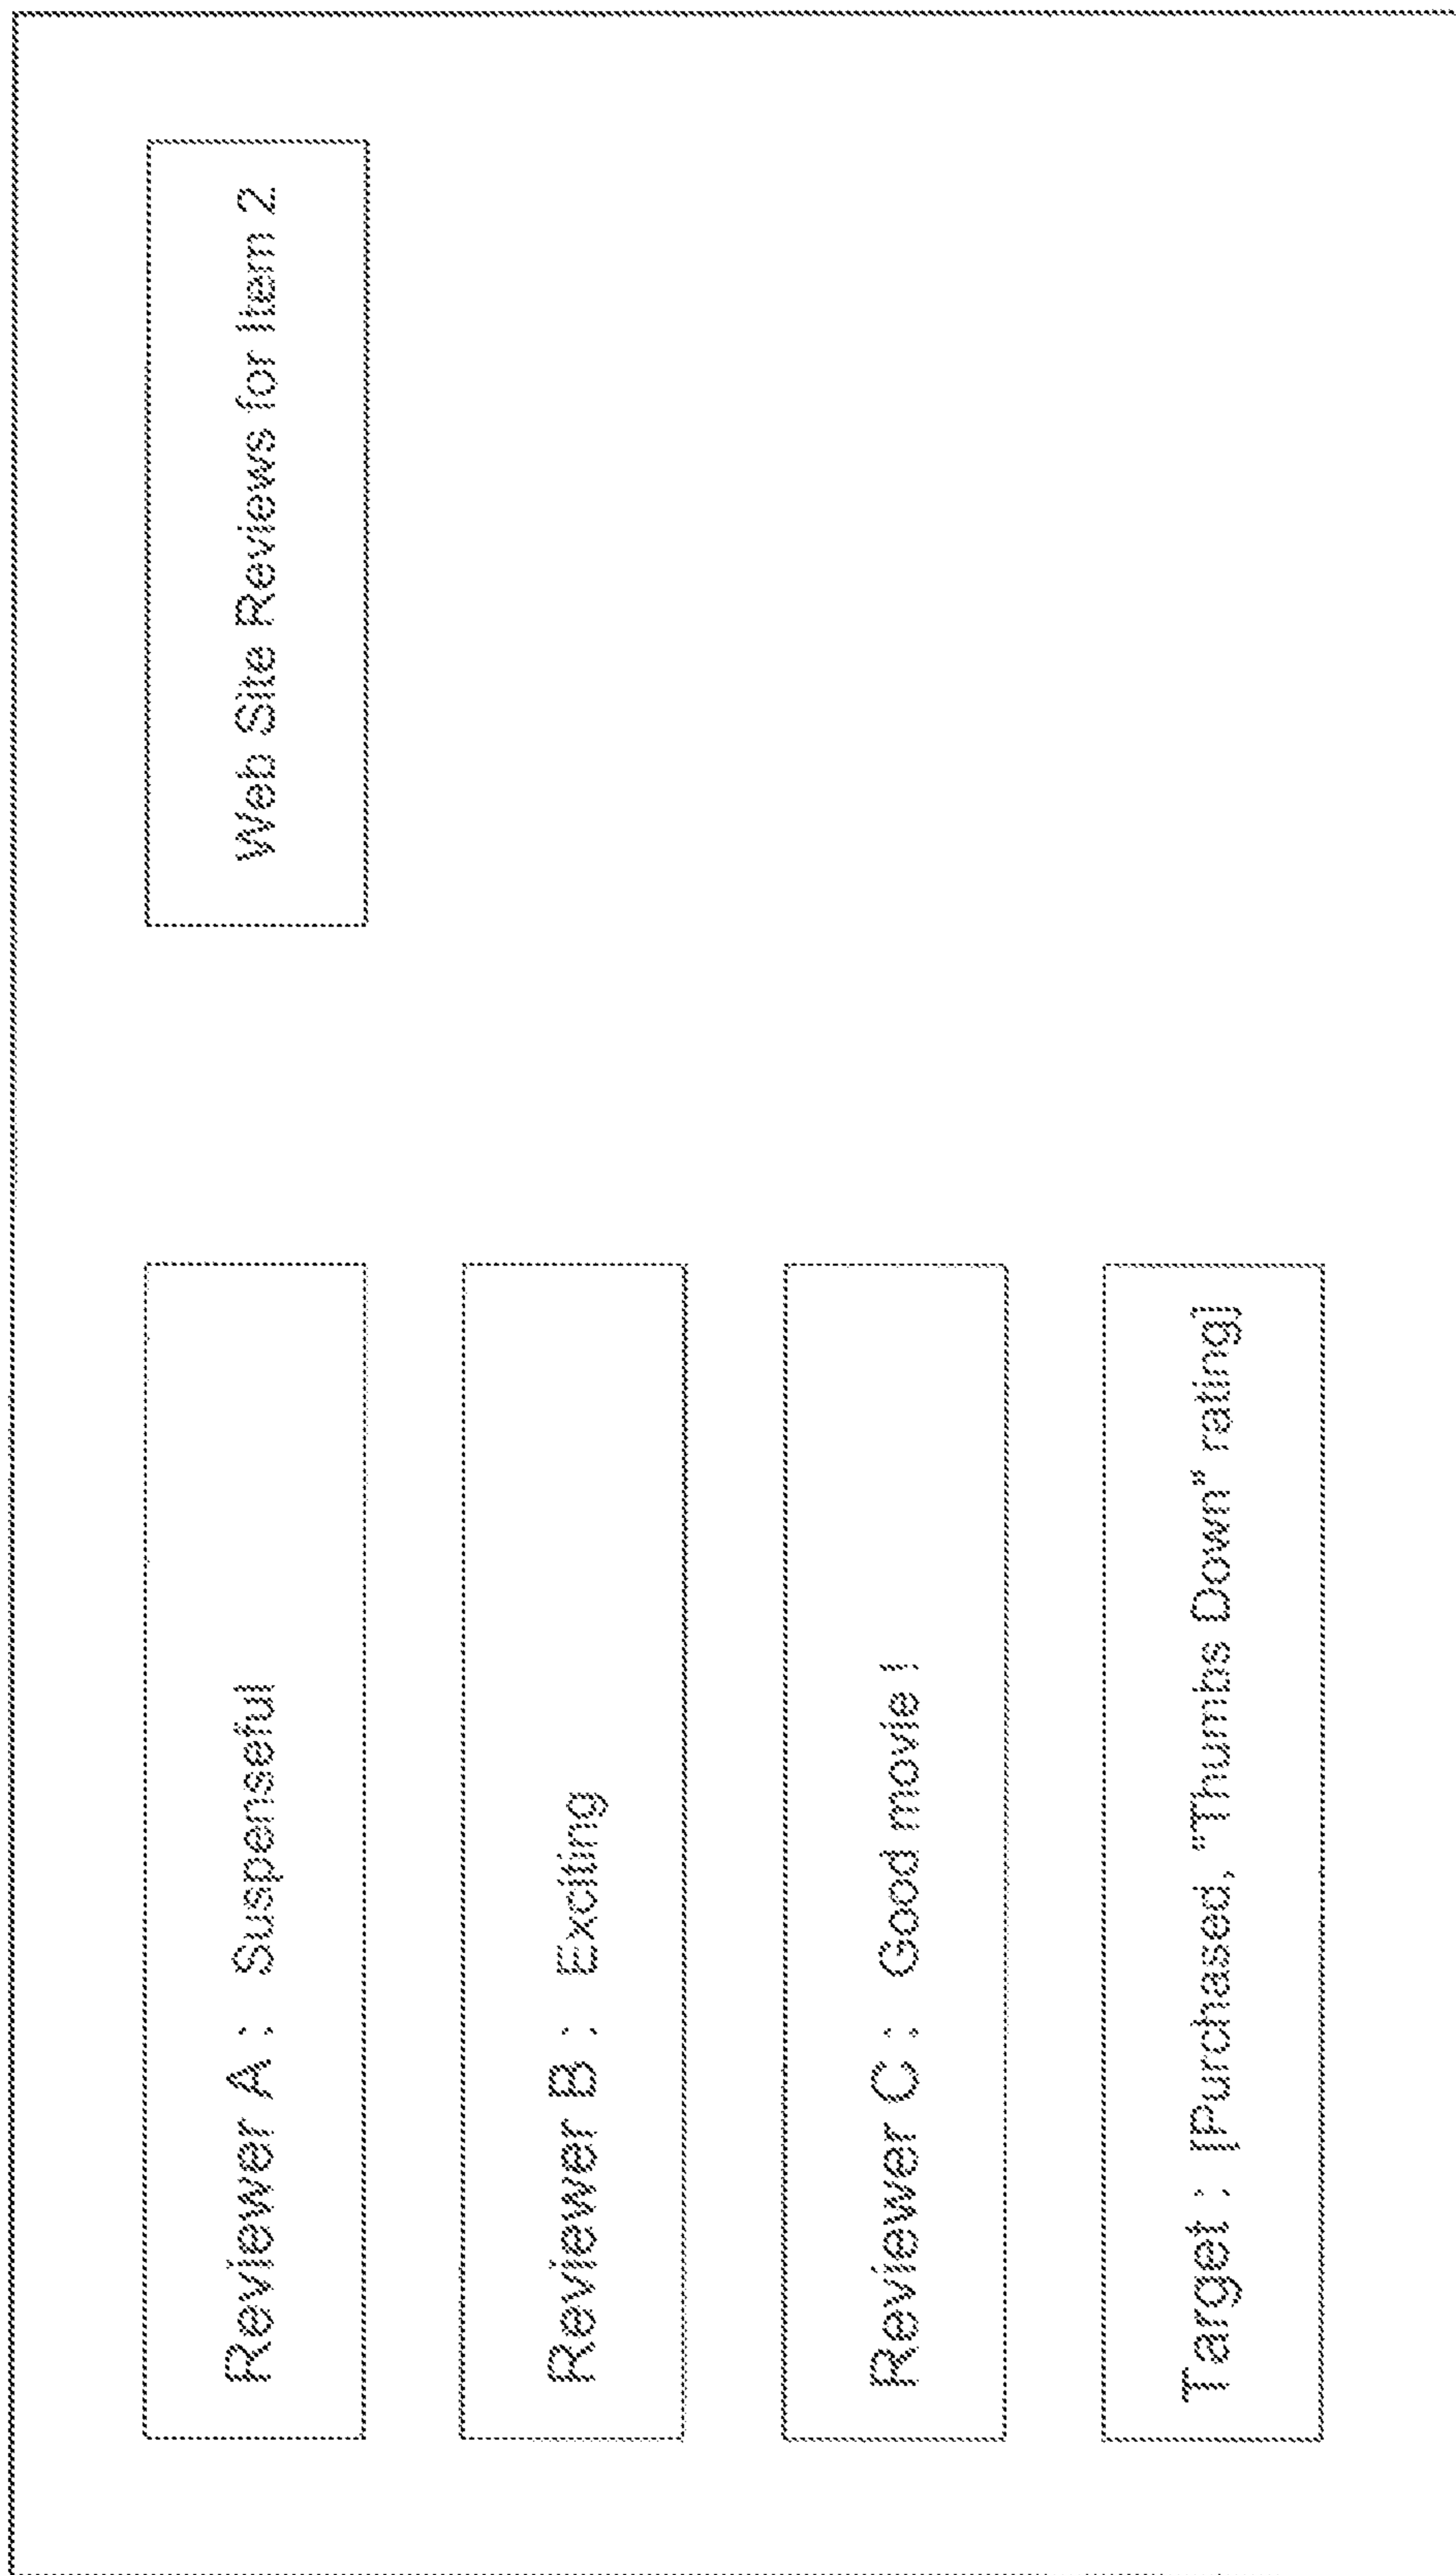 Reviewer A : Suspenseful
Web Site Reviews for Item 2
Reviewer B : Exciting
Reviewer C : Good movie !
Target : [Purchased, "Thumbs Down" rating]